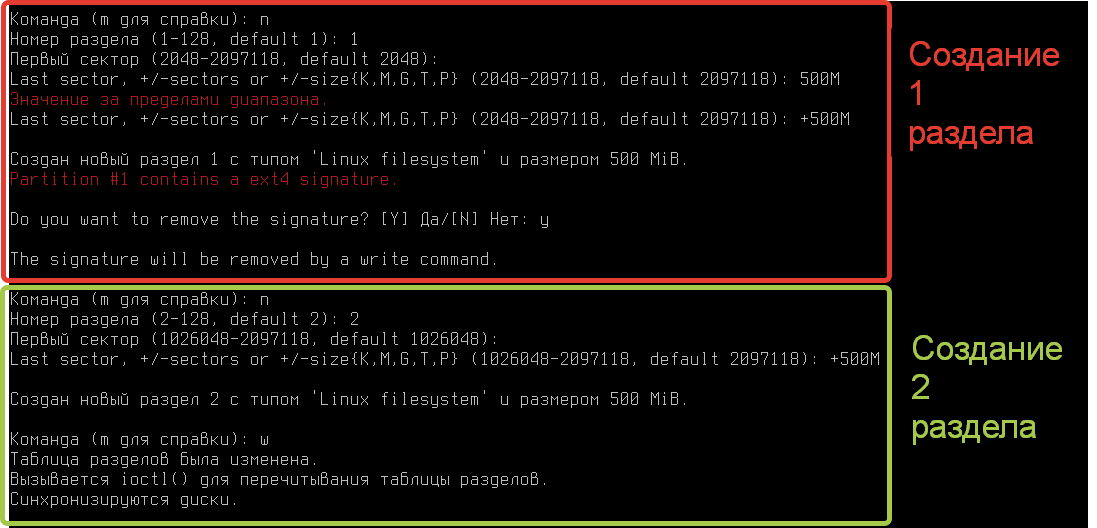 Команда (m для справки): n
Номер раздела (1-128, default 1): 1
Первый сектор (2048-2097118, default 2048):
Last sector, +/-sectors or +/-size{K,M,G,T,P} (2048-2097118, default 2097118): 500M
Значение за пределами диапазона.
Last sector, +/-sectors or +/-size{K,M,G,T,P} (2048-2097118, default 2097118): +500M
Создан новый раздел 1 с типом 'Linux filesystem' и размером 500 MiB.
Partition #1 contains a ext4 signature.
Do you want to remove the signature? [Y] Да/[N] Нет: y
The signature will be removed by a write command.
Создание
1
раздела
Команда (m для справки): n
Номер раздела (2-128, default 2): 2
Первый сектор (1026048-2097118, default 1026048):
Last sector, +/-sectors or +/-size{K,M,G,T,P} (1026048-2097118, default 2097118): +500M
Создан новый раздел 2 с типом 'Linux filesystem' и размером 500 MiB.
Команда (m для справки): w
Таблица разделов была изменена.
Вызывается ioctl() для перечитывания таблицы разделов.
Синхронизируются диски.
Создание
2
раздела